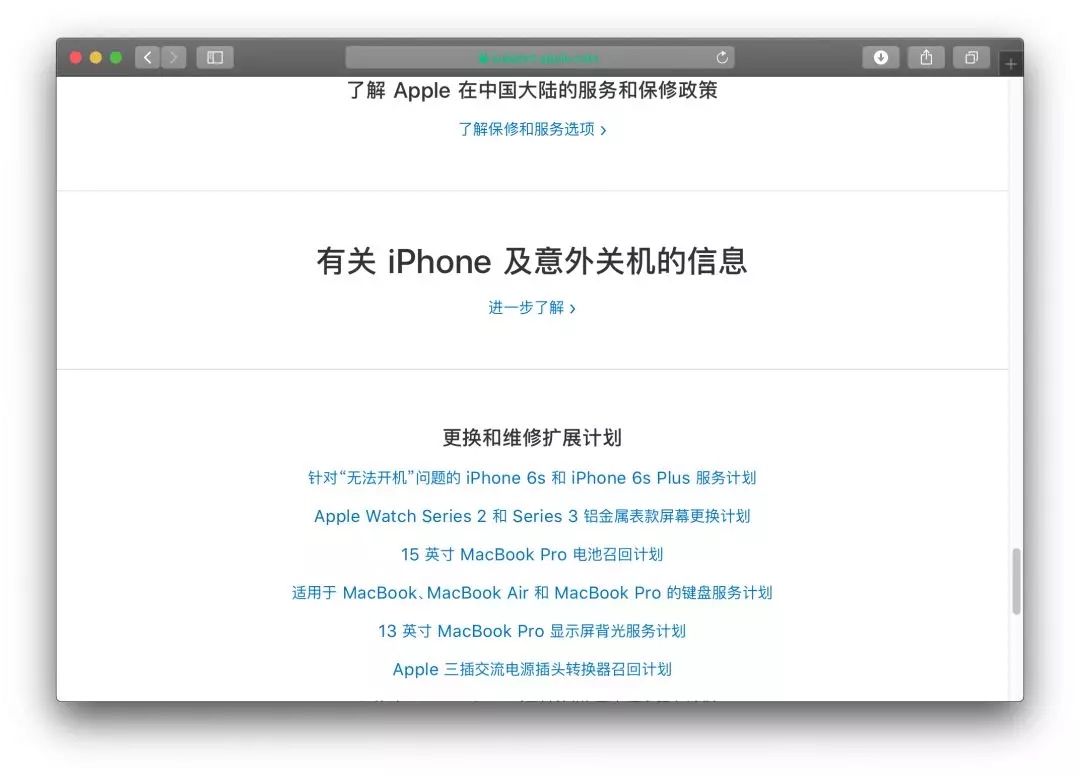 了解 Apple 在中国大陆的服务和保修政策
了解保修和服务选项 ›
有关 iPhone 及意外关机的信息
进一步了解 ›
更换和维修扩展计划
针对“无法开机”问题的 iPhone 6s 和 iPhone 6s Plus 服务计划
Apple Watch Series 2 和 Series 3 铝金属表款屏幕更换计划
15 英寸 MacBook Pro 电池召回计划
适用于 MacBook、MacBook Air 和 MacBook Pro 的键盘服务计划
13 英寸 MacBook Pro 显示屏背光服务计划
Apple 三插交流电源插头转换器召回计划